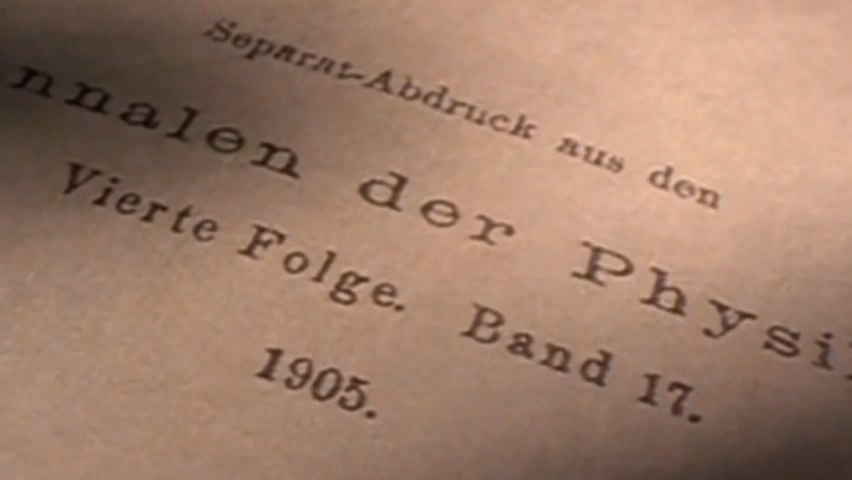 Separat-Abdruck aus den
nnalen der Physi
Vierte Folge. Band 17.
1905.